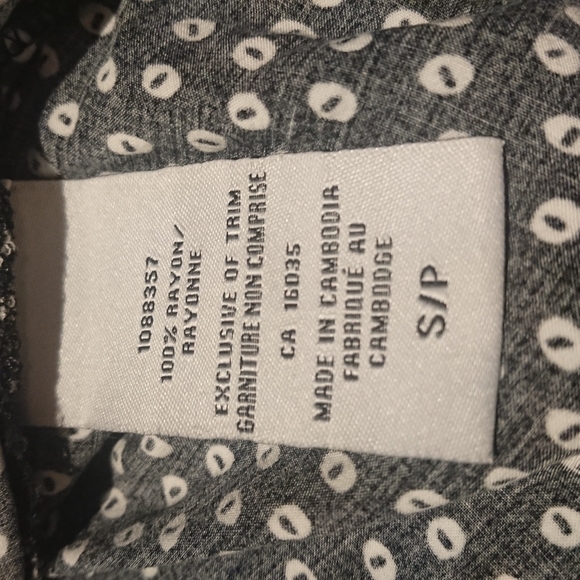 1088357
100% RAYON/
RAYONNE
EXCLUSIVE OF TRIM
GARNITURE NON COMPRISE
CA 16035
MADE IN CAMBODIA
FABRIQUÉ AU
CAMBODGE
S/P